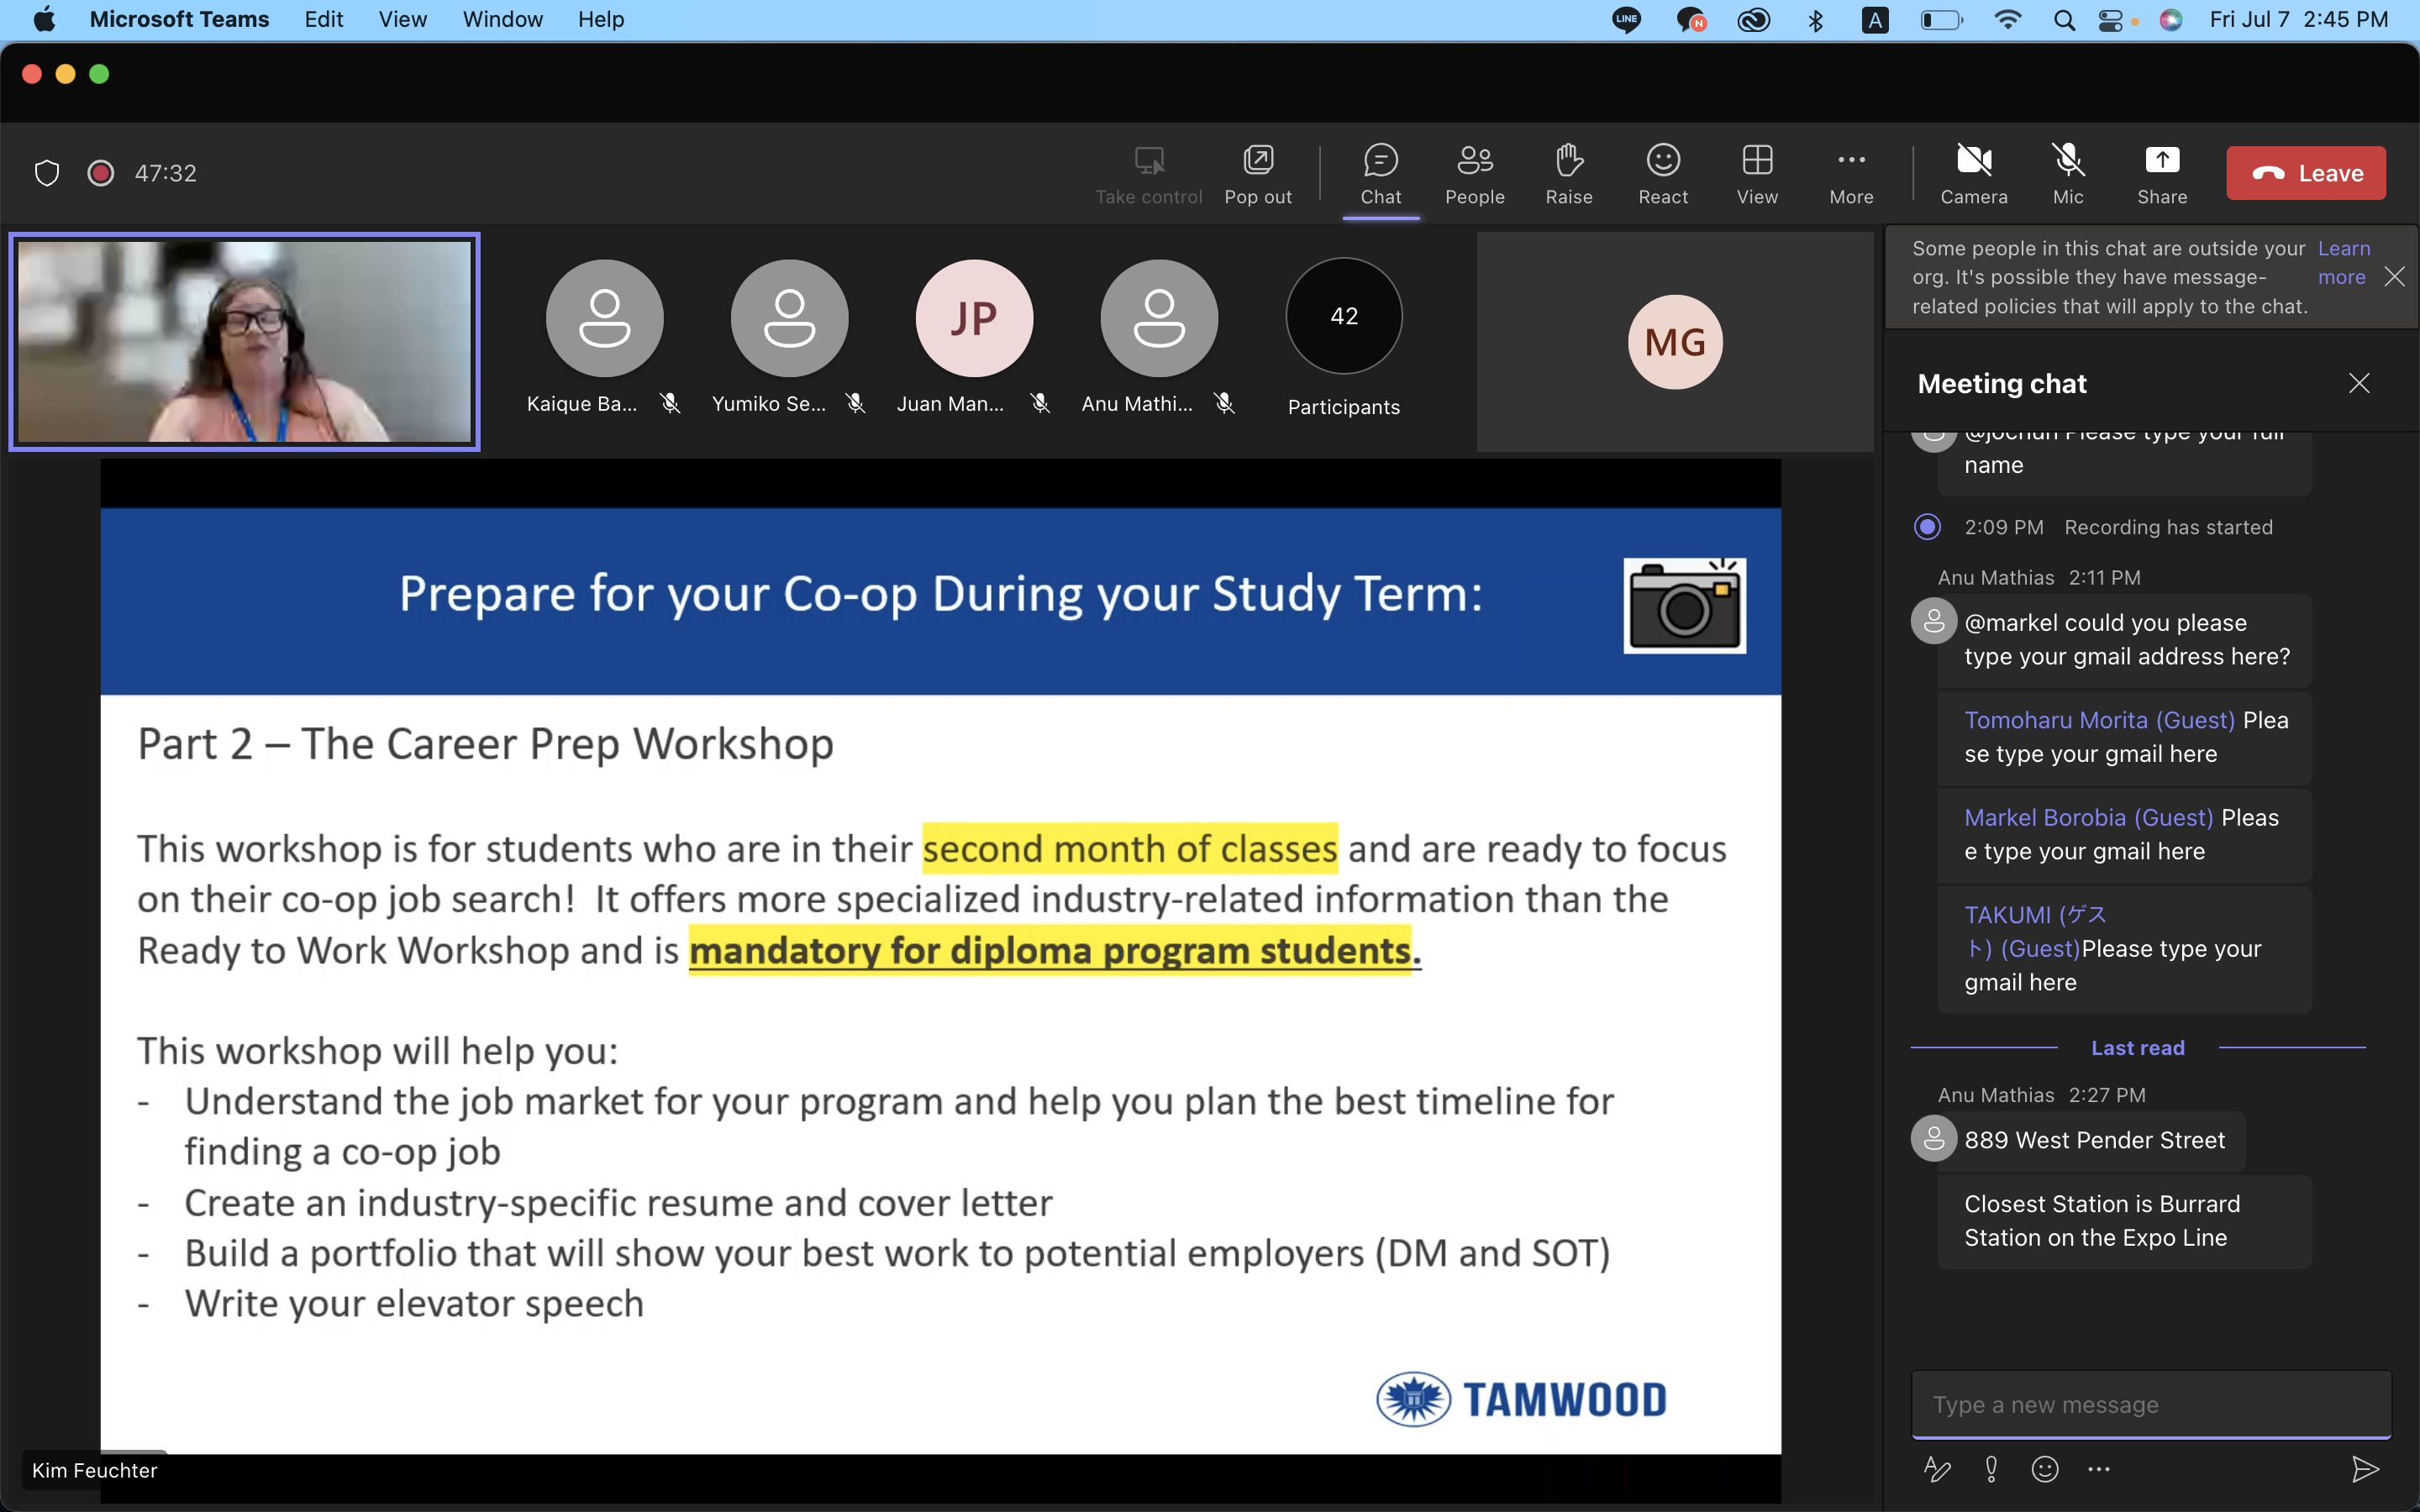 Microsoft Teams Edit View Window Help
LINE N A Fri Jul 7 2:45 PM
47:32
Take control Pop out Chat People Raise React View More Camera Mic Share Leave
JP
42
MG
Kaique Ba... Yumiko Se... Juan Man... Anu Mathi... Participants
Prepare for your Co-op During your Study Term:
Part 2 – The Career Prep Workshop
This workshop is for students who are in their second month of classes and are ready to focus
on their co-op job search! It offers more specialized industry-related information than the
Ready to Work Workshop and is mandatory for diploma program students.
This workshop will help you:
- Understand the job market for your program and help you plan the best timeline for
finding a co-op job
- Create an industry-specific resume and cover letter
- Build a portfolio that will show your best work to potential employers (DM and SOT)
- Write your elevator speech
TAMWOOD
Kim Feuchter
Some people in this chat are outside your Learn
org. It's possible they have message- more
related policies that will apply to the chat.
Meeting chat
@jochun Please type your full
name
2:09 PM Recording has started
Anu Mathias 2:11 PM
@markel could you please
type your gmail address here?
Tomoharu Morita (Guest) Plea
se type your gmail here
Markel Borobia (Guest) Pleas
e type your gmail here
TAKUMI (ゲス
ト) (Guest)Please type your
gmail here
Last read
Anu Mathias 2:27 PM
889 West Pender Street
Closest Station is Burrard
Station on the Expo Line
Type a new message